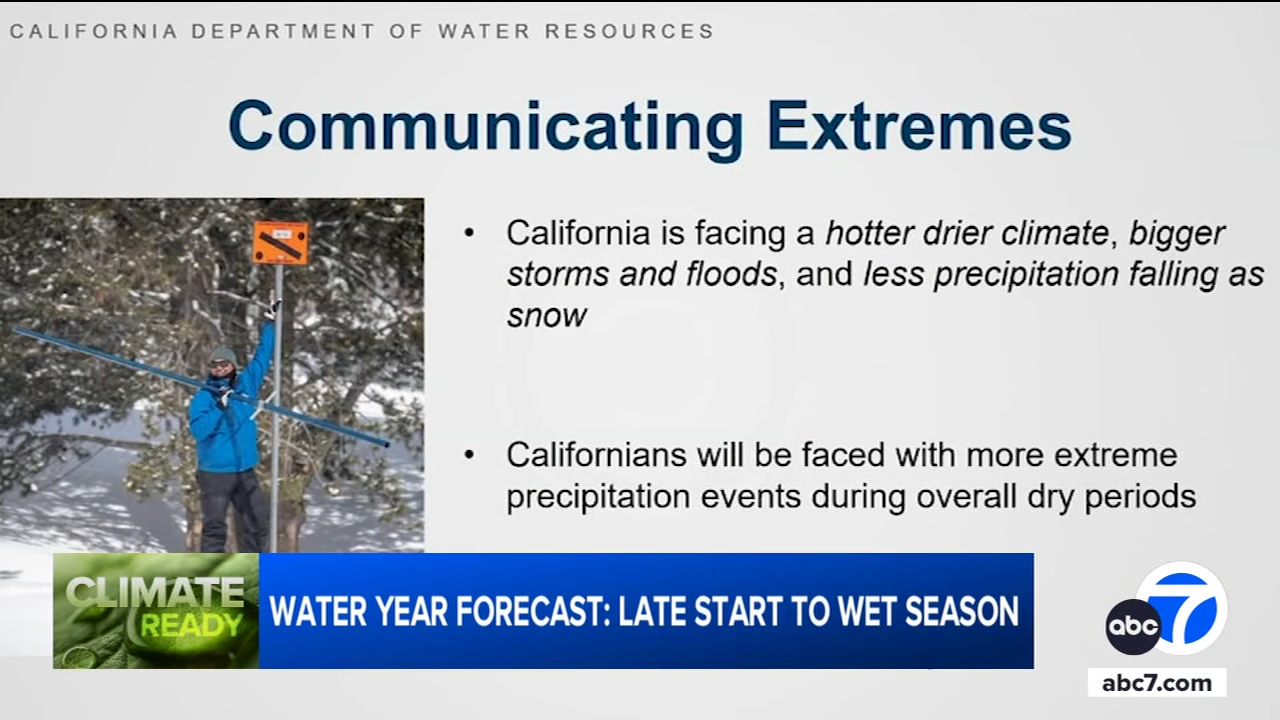 CALIFORNIA DEPARTMENT OF WATER RESOURCES
Communicating Extremes
• California is facing a hotter drier climate, bigger
storms and floods, and less precipitation falling as
snow
• Californians will be faced with more extreme
precipitation events during overall dry periods
CLIMATE
READY
WATER YEAR FORECAST: LATE START TO WET SEASON
abc 7
abc7.com